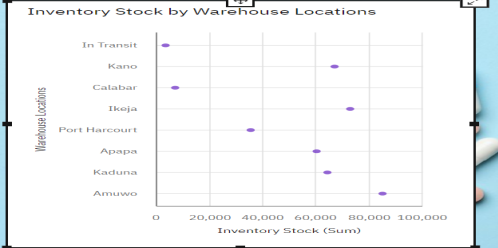 Inventory Stock by Warehouse Locations
Warehouse Locations
In Transit
Kano
Calabar
Ikeja
Port Harcourt
Apapa
Kaduna
Amuwo
0 20,000 40,000 60,000 80,000 100,000
Inventory Stock (Sum)